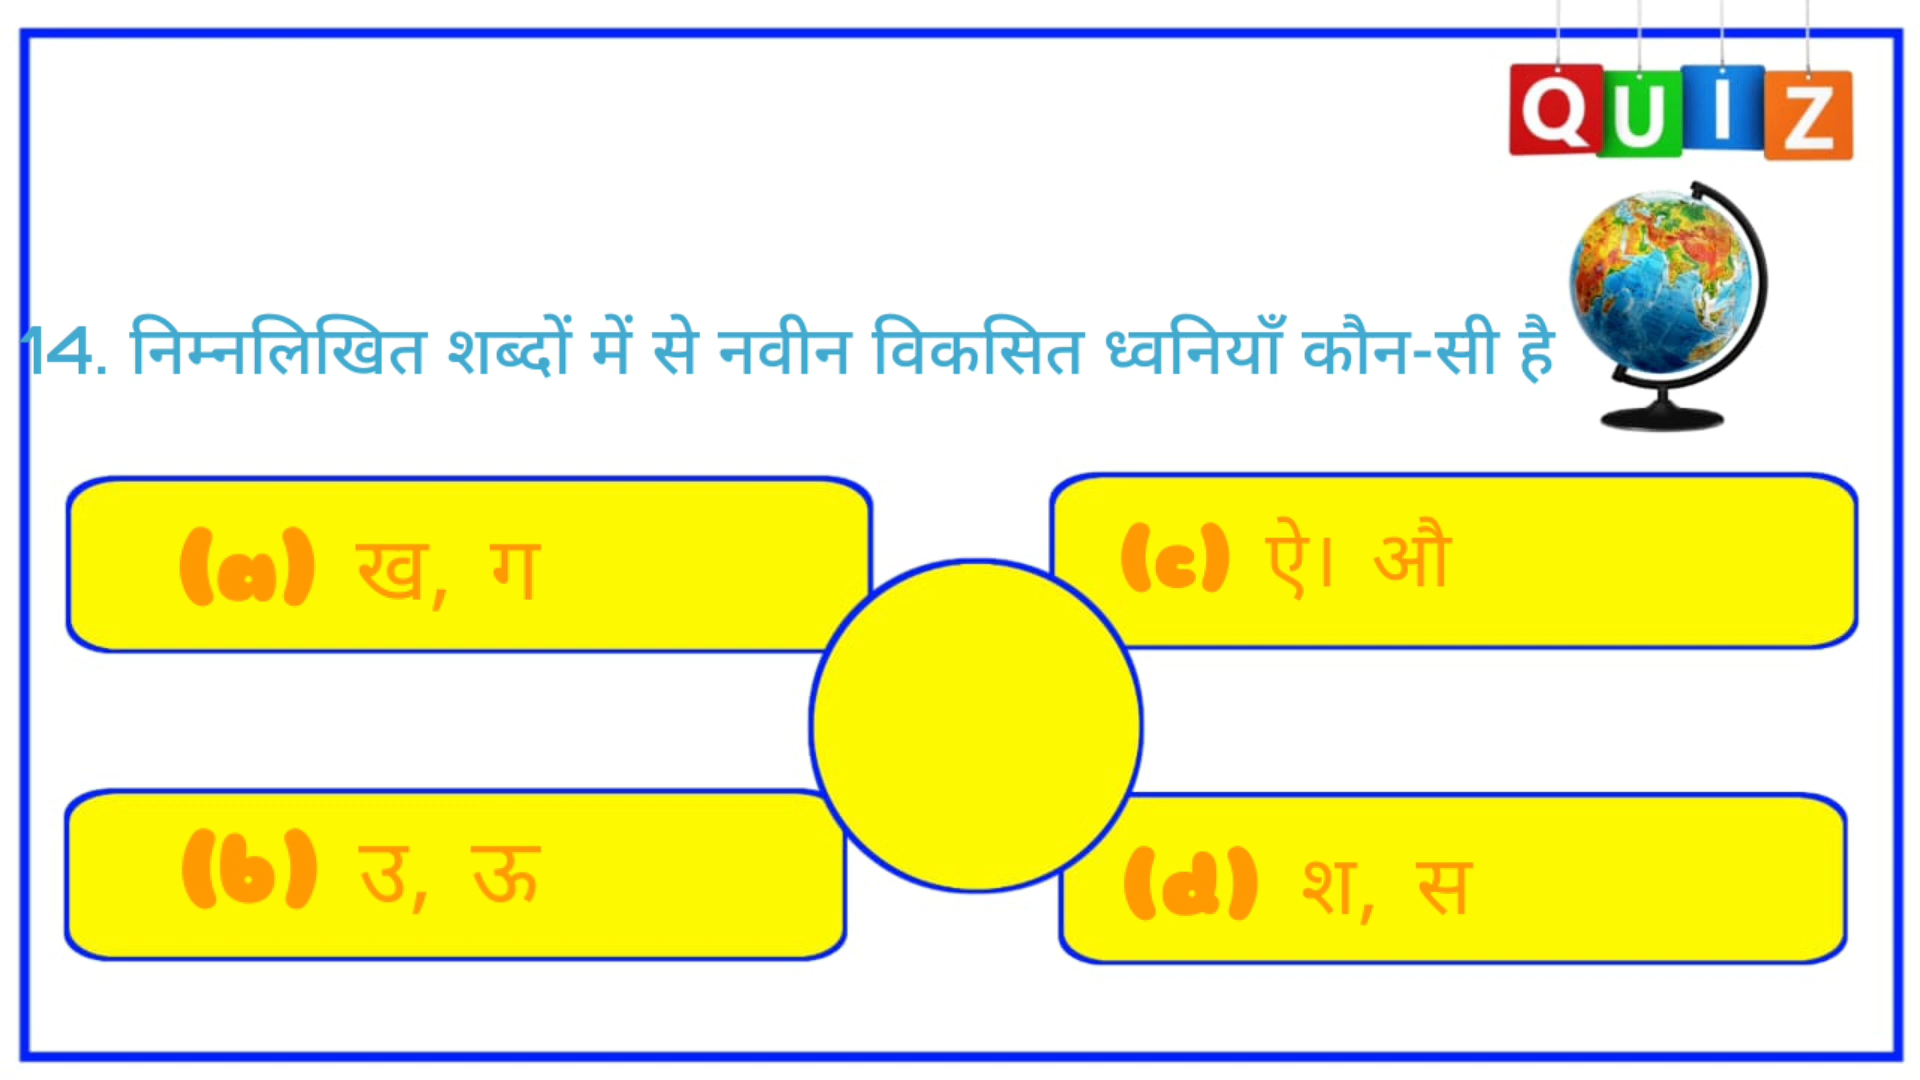 QUIZ
14. निम्नलिखित शब्दों में से नवीन विकसित ध्वनियाँ कौन-सी है
(a) ख, ग
(c) ऐ। औ
(b) उ, ऊ
(d) श, स